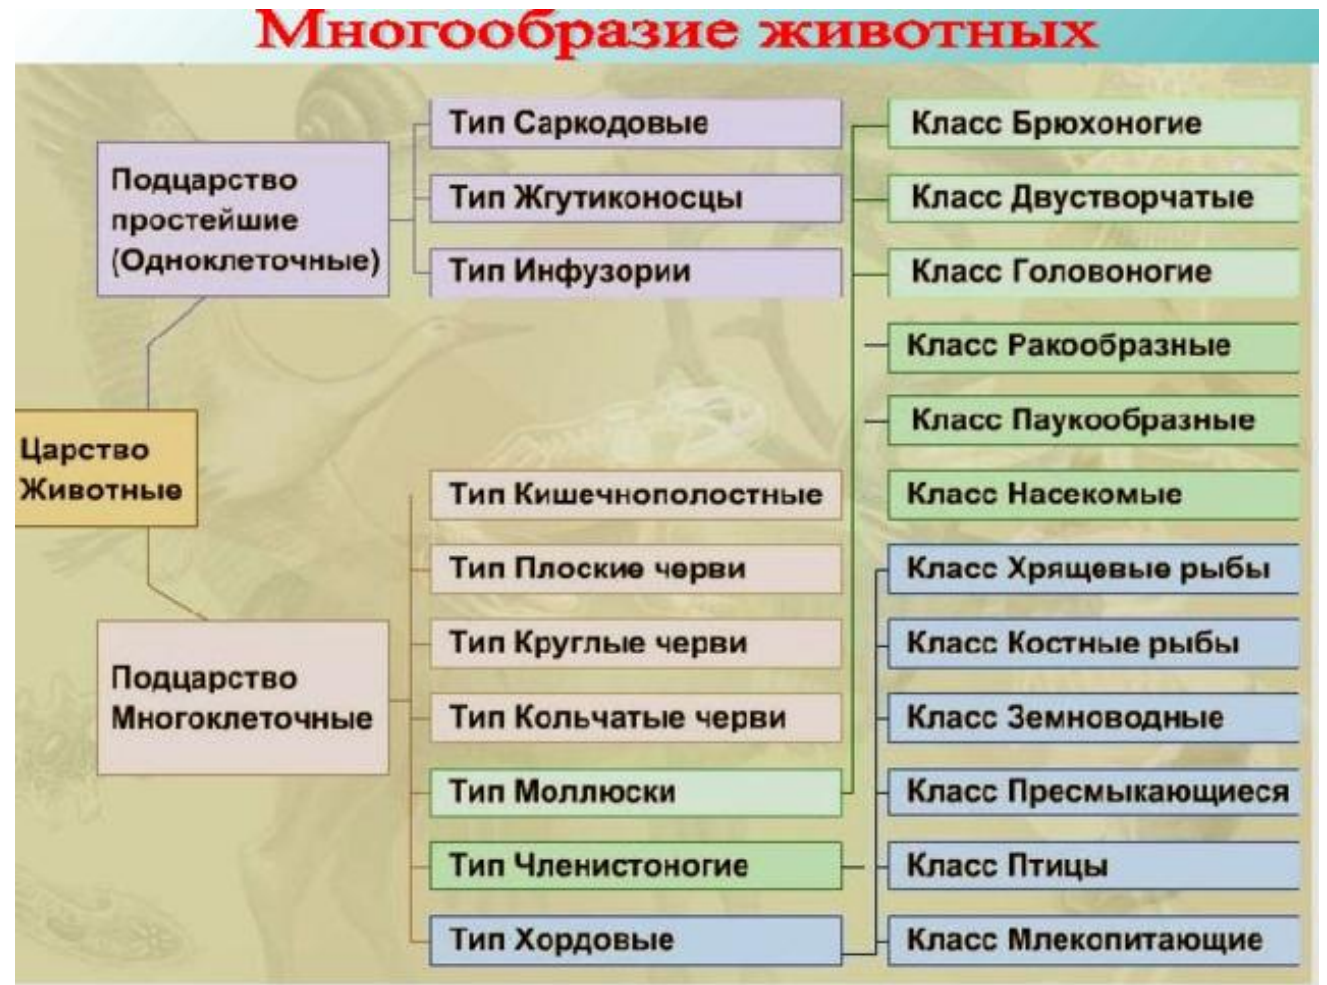 Многообразие животных
Царство
Животные
Подцарство
простейшие
(Одноклеточные)
Тип Саркодовые
Тип Жгутиконосцы
Тип Инфузории
Подцарство
Многоклеточные
Тип Кишечнополостные
Тип Плоские черви
Тип Круглые черви
Тип Кольчатые черви
Тип Моллюски
Тип Членистоногие
Тип Хордовые
Класс Брюхоногие
Класс Двустворчатые
Класс Головоногие
Класс Ракообразные
Класс Паукообразные
Класс Насекомые
Класс Хрящевые рыбы
Класс Костные рыбы
Класс Земноводные
Класс Пресмыкающиеся
Класс Птицы
Класс Млекопитающие